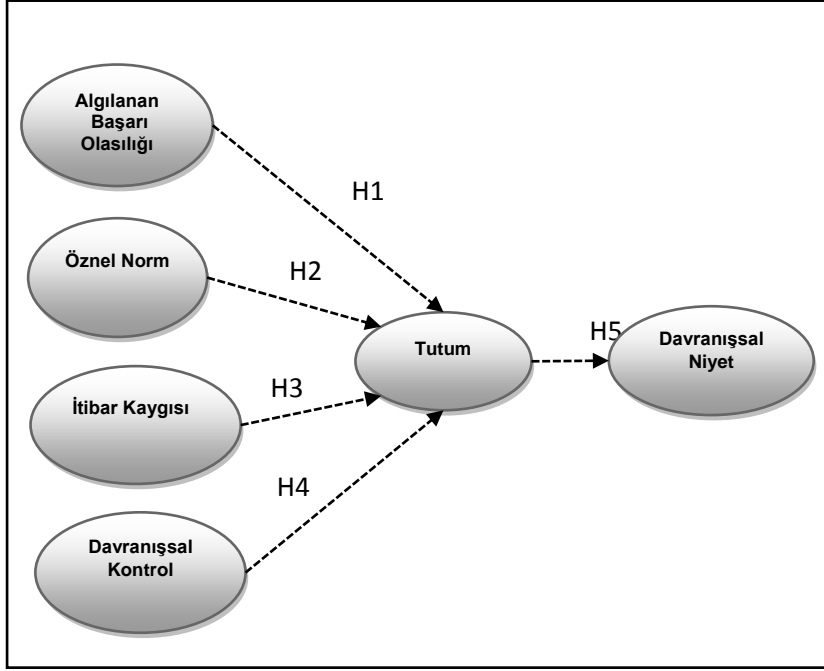 Algılanan
Başarı
Olasılığı
H1
Öznel Norm
H2
Tutum
H5
Davranışsal
Niyet
İtibar Kaygısı
H3
H4
Davranışsal
Kontrol